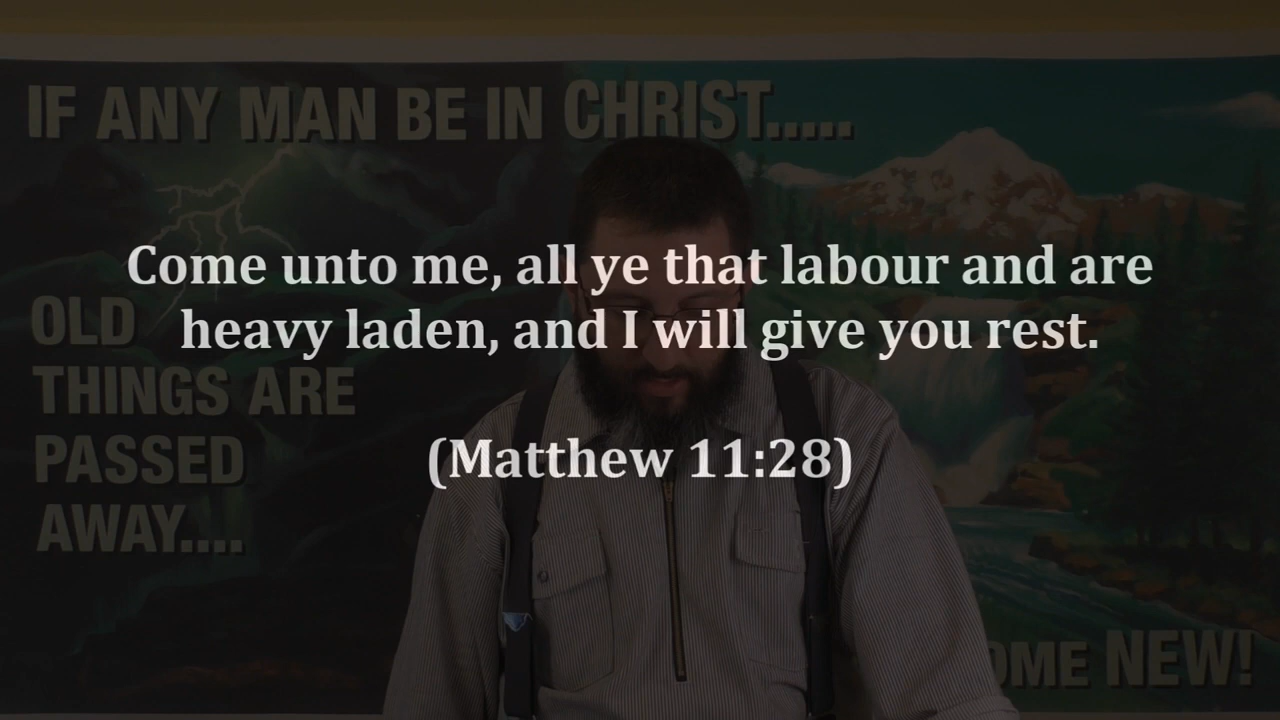 IF ANY MAN BE IN CHRIST.....
Come unto me, all ye that labour and are
heavy laden, and I will give you rest.
(Matthew 11:28)
OLD
THINGS ARE
PASSED
AWAY....
NEW!